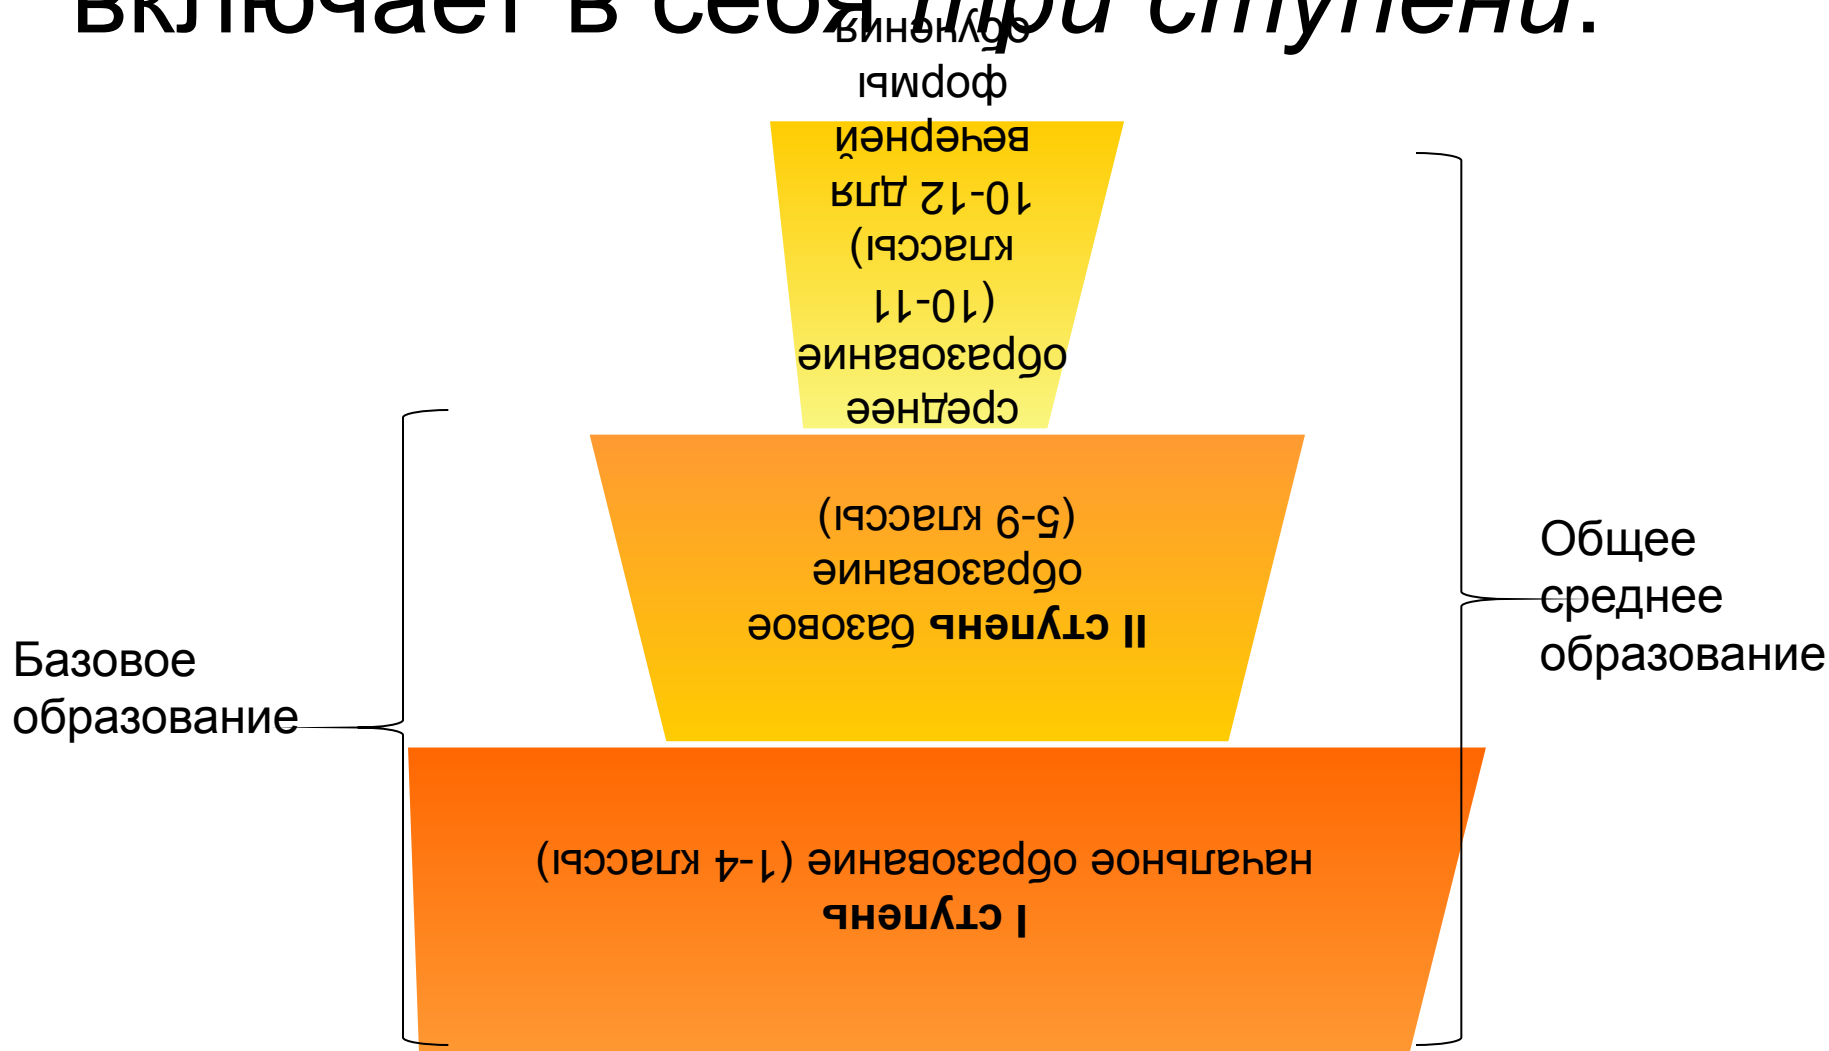 включает в себя три ступени.
среднее
образование
(10-11
классы)
10-12 для
вечерней
формы
обучения
II ступень базовое
образование
(5-9 классы)
I ступень
начальное образование (1-4 классы)
Базовое
образование
Общее
среднее
образование